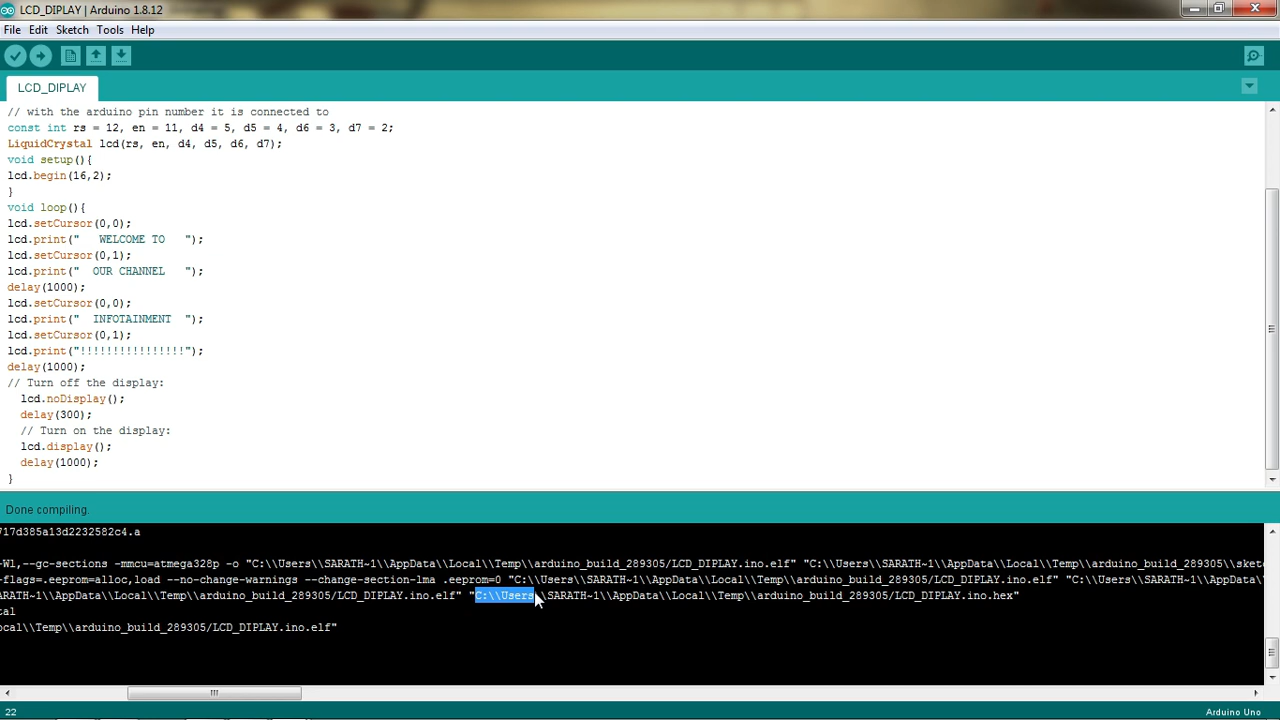 LCD_DIPLAY | Arduino 1.8.12
File Edit Sketch Tools Help
LCD_DIPLAY
// with the arduino pin number it is connected to
const int rs = 12, en = 11, d4 = 5, d5 = 4, d6 = 3, d7 = 2;
LiquidCrystal lcd(rs, en, d4, d5, d6, d7);
void setup(){
lcd.begin(16,2);
}
void loop(){
lcd.setCursor(0,0);
lcd.print("   WELCOME TO   ");
lcd.setCursor(0,1);
lcd.print("  OUR CHANNEL   ");
delay(1000);
lcd.setCursor(0,0);
lcd.print("  INFOTAINMENT  ");
lcd.setCursor(0,1);
lcd.print("!!!!!!!!!!!!!!!!");
delay(1000);
// Turn off the display:
  lcd.noDisplay();
  delay(300);
  // Turn on the display:
  lcd.display();
  delay(1000);
}
Done compiling.
717d385a13d2232582c4.a
-Wl,--gc-sections -mmcu=atmega328p -o "C:\\Users\\SARATH~1\\AppData\\Local\\Temp\\arduino_build_289305/LCD_DIPLAY.ino.elf" "C:\\Users\\SARATH~1\\AppData\\Local\\Temp\\arduino_build_289305\\sketc
-flags=.eeprom=alloc,load --no-change-warnings --change-section-lma .eeprom=0 "C:\\Users\\SARATH~1\\AppData\\Local\\Temp\\arduino_build_289305/LCD_DIPLAY.ino.elf" "C:\\Users\\SARATH~1\\AppData\\
ARATH~1\\AppData\\Local\\Temp\\arduino_build_289305/LCD_DIPLAY.ino.elf" "C:\\Users\\SARATH~1\\AppData\\Local\\Temp\\arduino_build_289305/LCD_DIPLAY.ino.hex"
tal
ocal\\Temp\\arduino_build_289305/LCD_DIPLAY.ino.elf"
22
Arduino Uno